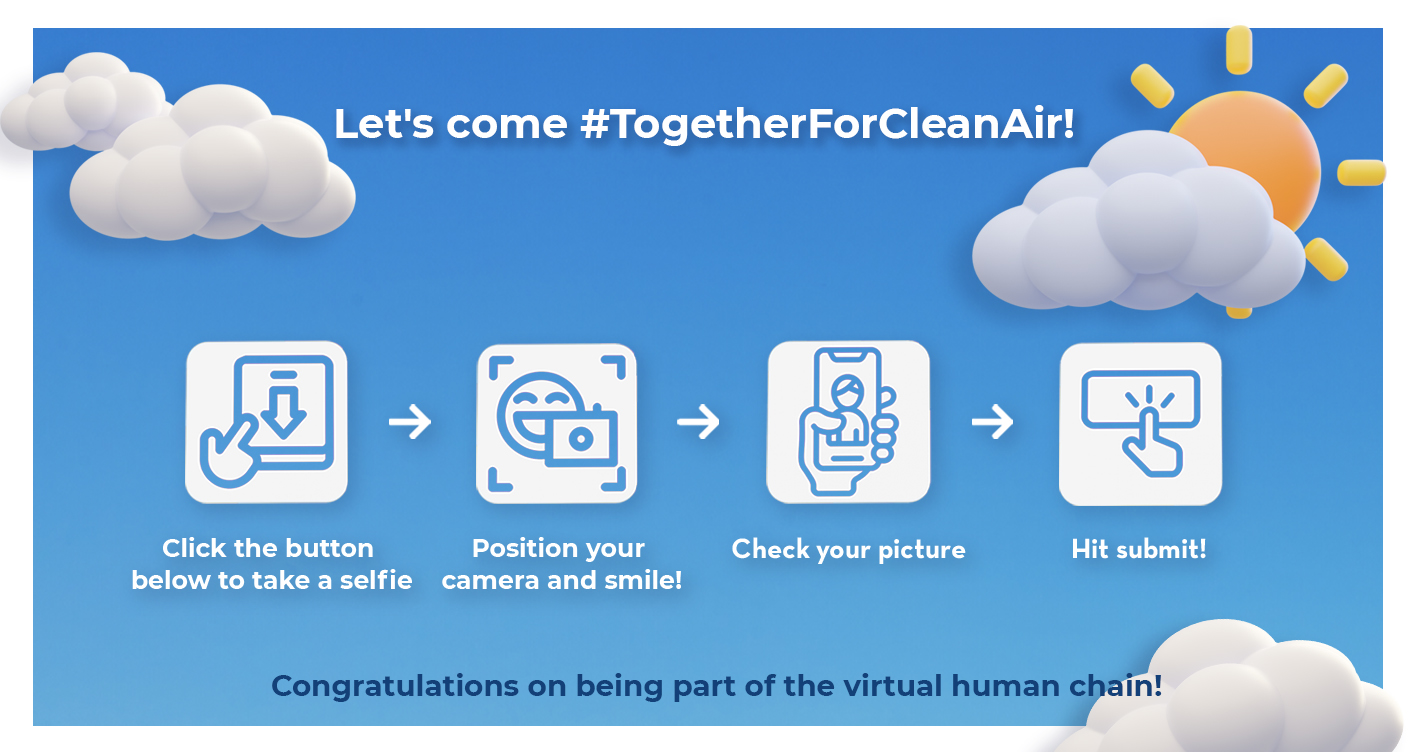 Let's come #TogetherForCleanAir!
Click the button
below to take a selfie
Position your
camera and smile!
Check your picture
Hit submit!
Congratulations on being part of the virtual human chain!